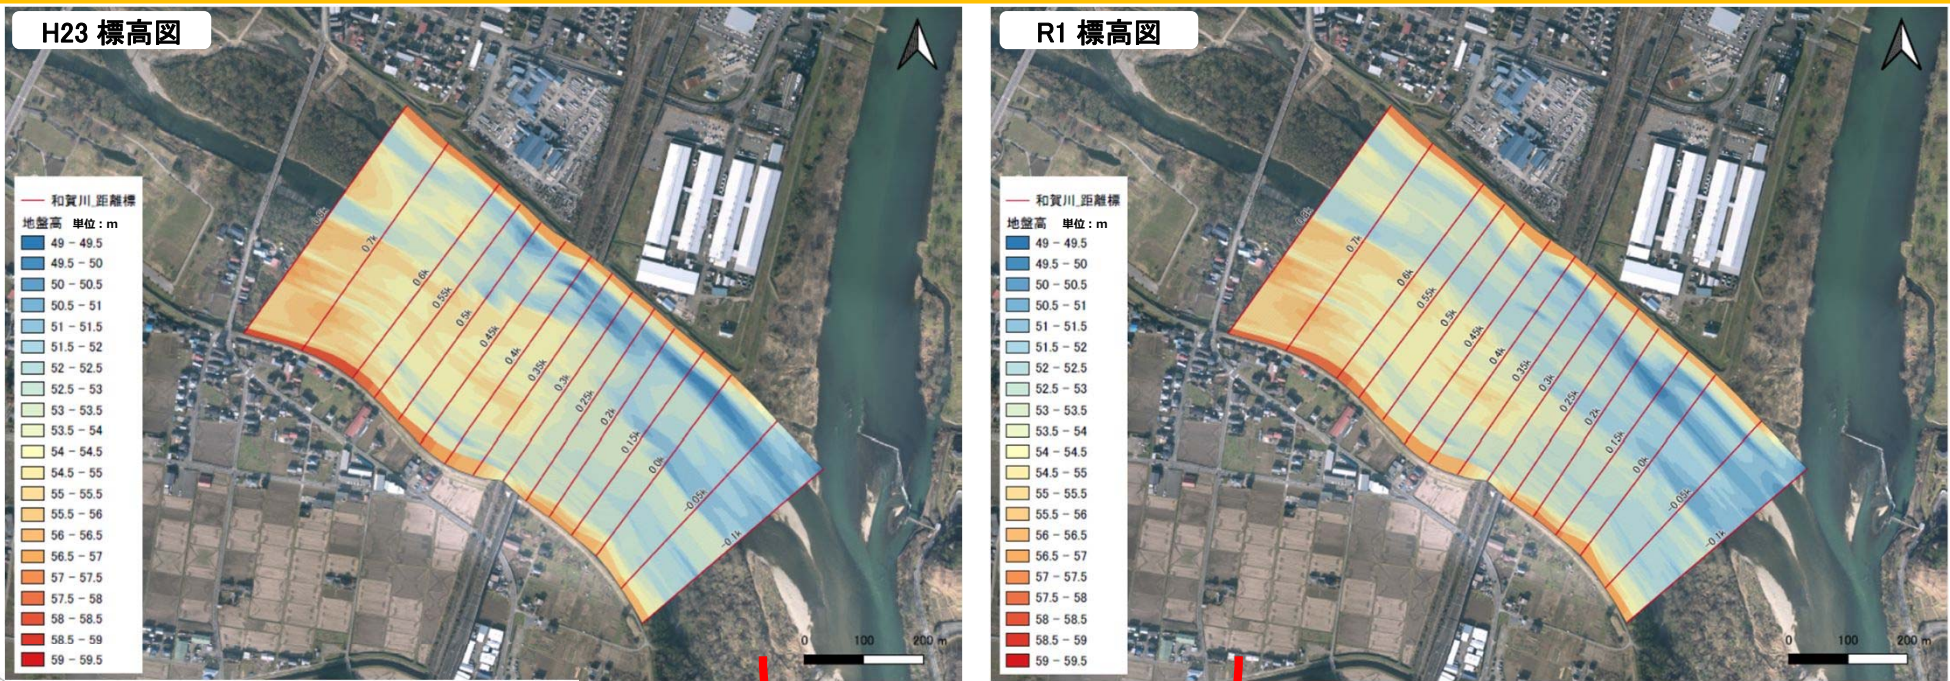 H23 標高図
和賀川_距離標
地盤高 単位:m
49 - 49.5
49.5 - 50
50 - 50.5
50.5 - 51
51 - 51.5
51.5 - 52
52 - 52.5
52.5 - 53
53 - 53.5
53.5 - 54
54 - 54.5
54.5 - 55
55 - 55.5
55.5 - 56
56 - 56.5
56.5 - 57
57 - 57.5
57.5 - 58
58 - 58.5
58.5 - 59
59 - 59.5
0.7k
0.6k
0.55k
0.5k
0.45k
0.4k
0.35k
0.3k
0.25k
0.2k
0.15k
0.0k
-0.05k
-0.1k
0 100 200 m
R1 標高図
和賀川_距離標
地盤高 単位:m
49 - 49.5
49.5 - 50
50 - 50.5
50.5 - 51
51 - 51.5
51.5 - 52
52 - 52.5
52.5 - 53
53 - 53.5
53.5 - 54
54 - 54.5
54.5 - 55
55 - 55.5
55.5 - 56
56 - 56.5
56.5 - 57
57 - 57.5
57.5 - 58
58 - 58.5
58.5 - 59
59 - 59.5
0.7k
0.6k
0.55k
0.5k
0.45k
0.4k
0.35k
0.3k
0.25k
0.2k
0.15k
0.0k
-0.05k
-0.1k
0 100 200 m